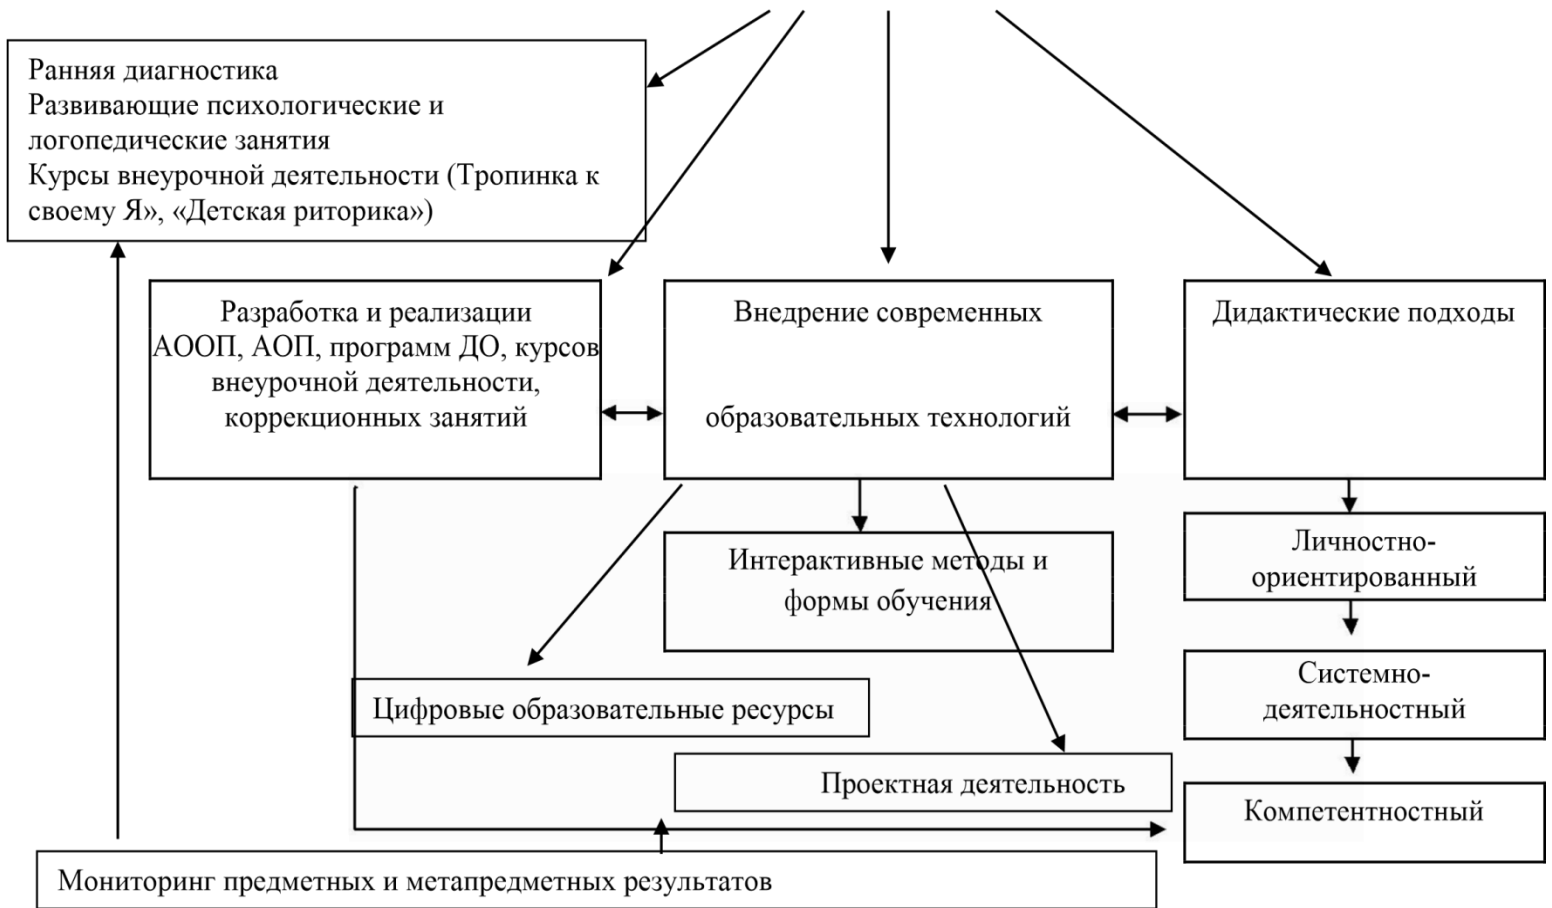 Ранняя диагностика
Развивающие психологические и
логопедические занятия
Курсы внеурочной деятельности (Тропинка к
своему Я», «Детская риторика»)
Разработка и реализации
АООП, АОП, программ ДО, курсов
внеурочной деятельности,
коррекционных занятий
Внедрение современных
образовательных технологий
Дидактические подходы
Интерактивные методы и
формы обучения
Личностно-
ориентированный
Цифровые образовательные ресурсы
Системно-
деятельностный
Проектная деятельность
Компетентностный
Мониторинг предметных и метапредметных результатов